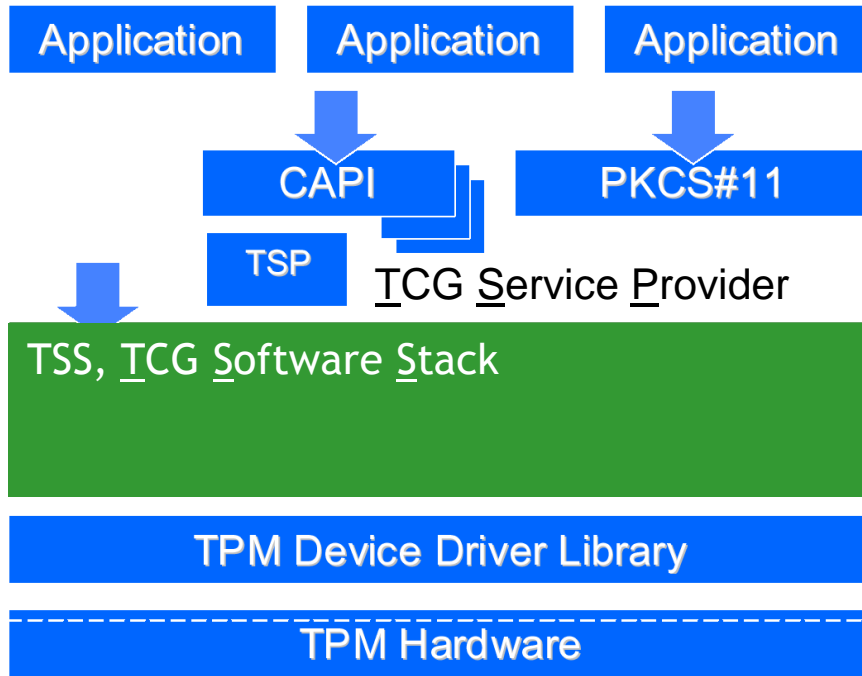 Application
Application
Application
CAPI
PKCS#11
TSP
TCG Service Provider
TSS, TCG Software Stack
TPM Device Driver Library
TPM Hardware